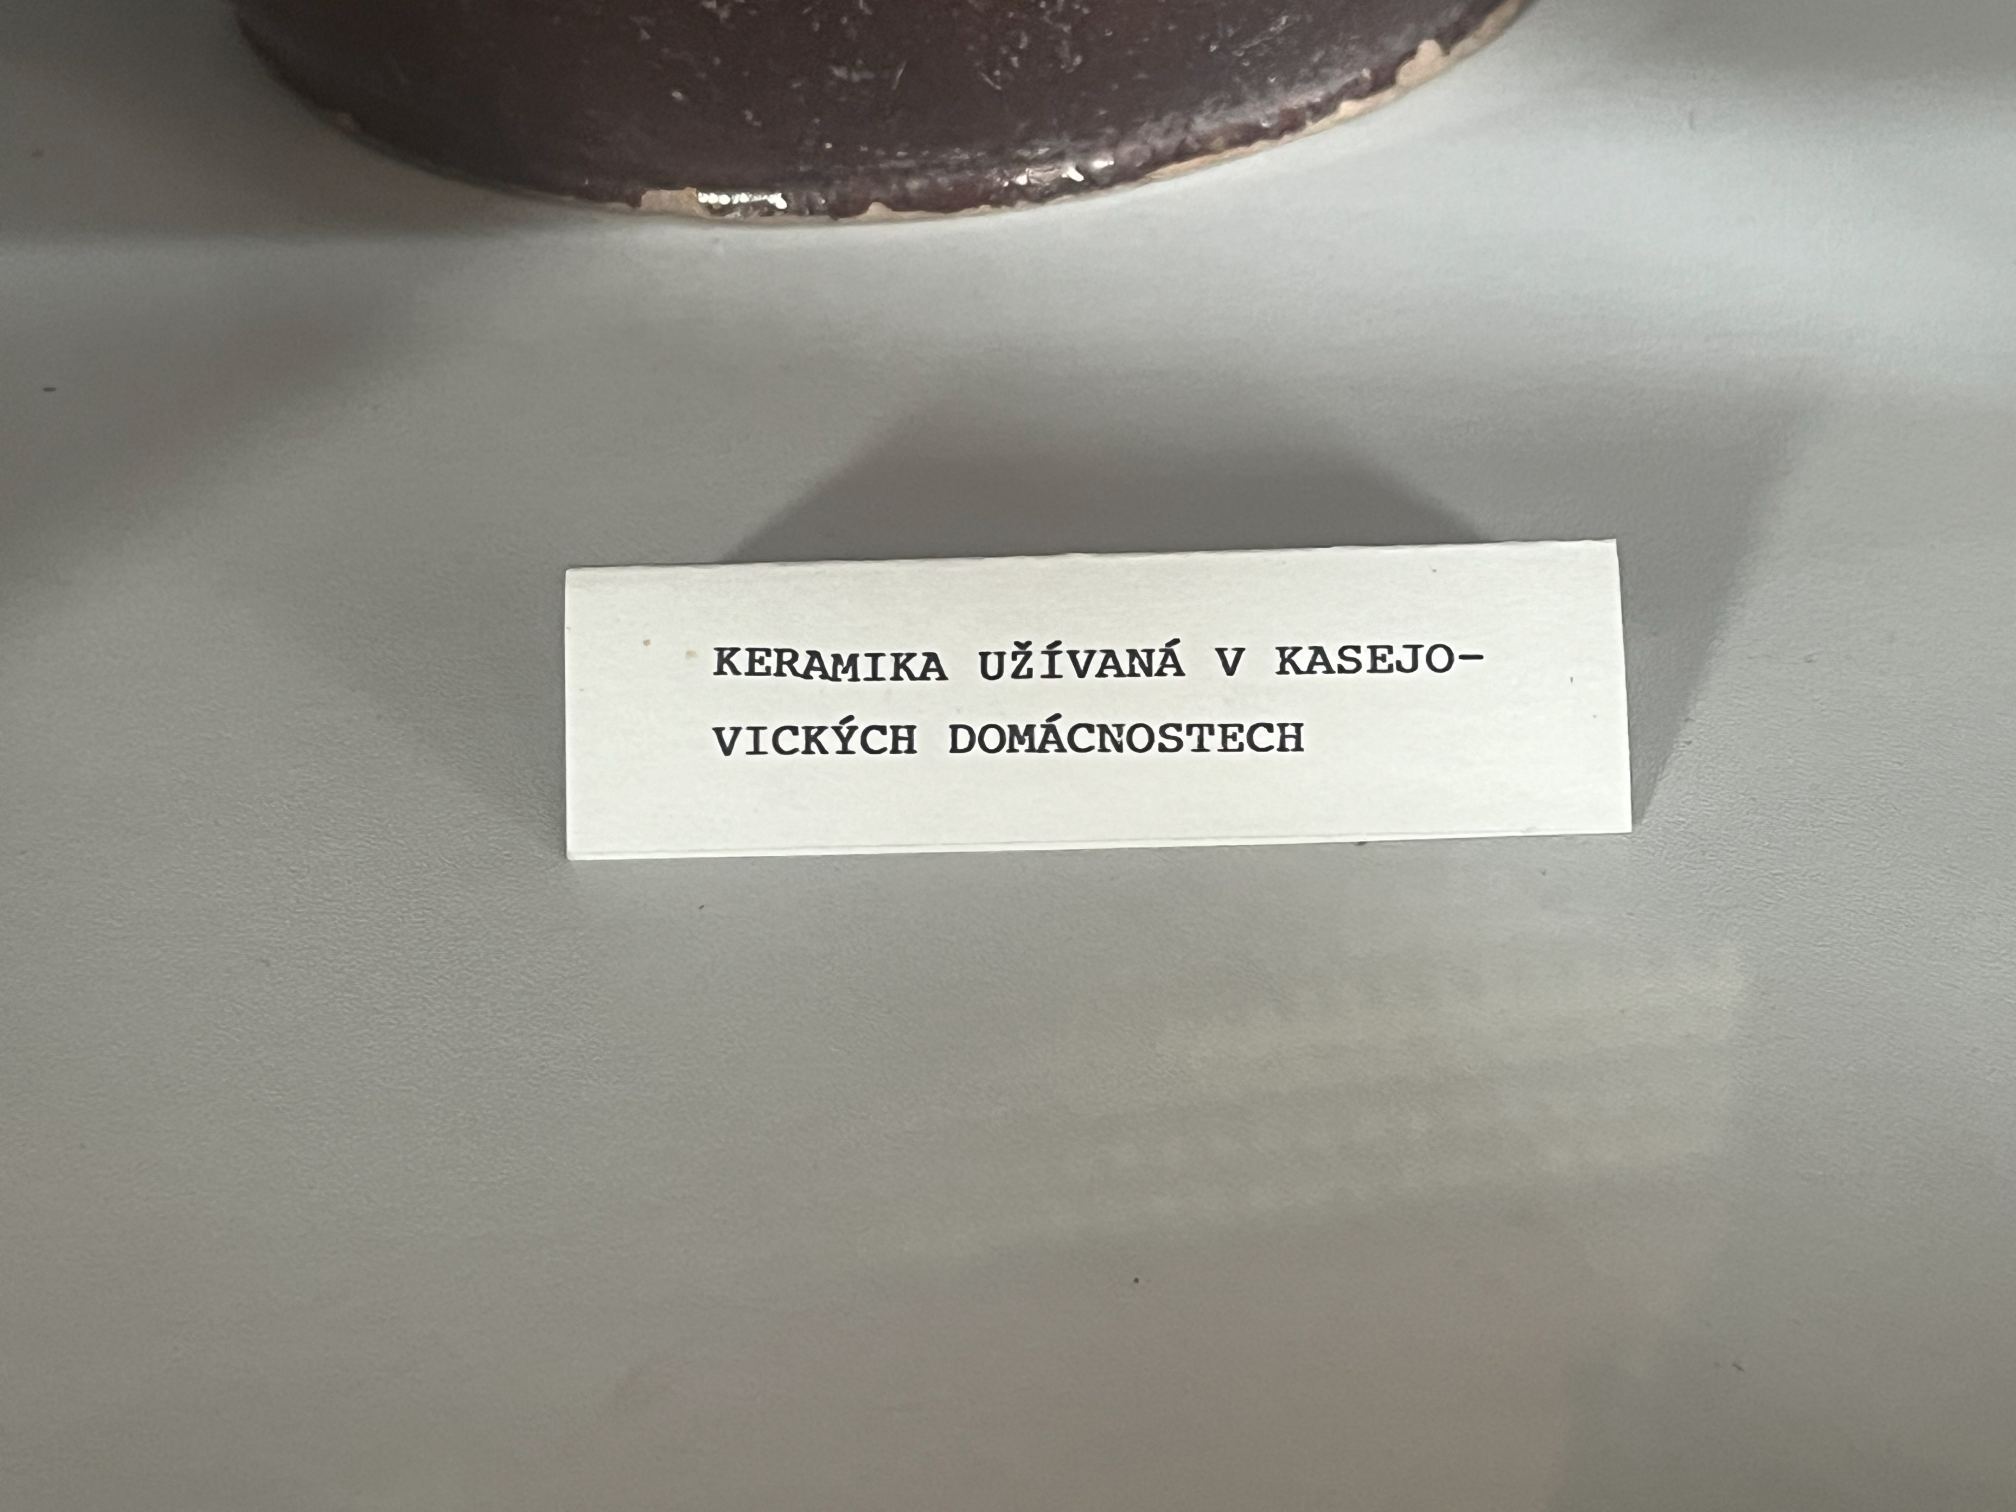 KERAMIKA UŽÍVANÁ V KASEJO-
VICKÝCH DOMÁCNOSTECH